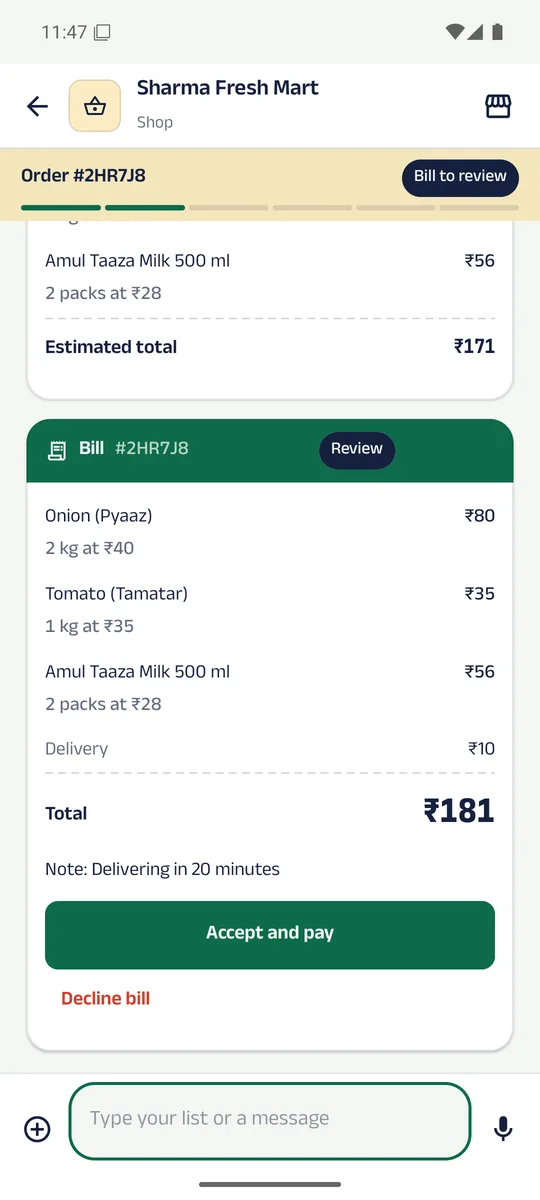 11:47
Sharma Fresh Mart
Shop
Order #2HR7J8
Bill to review
Amul Taaza Milk 500 ml ₹56
2 packs at ₹28
Estimated total ₹171
Bill #2HR7J8 Review
Onion (Pyaaz) ₹80
2 kg at ₹40
Tomato (Tamatar) ₹35
1 kg at ₹35
Amul Taaza Milk 500 ml ₹56
2 packs at ₹28
Delivery ₹10
Total ₹181
Note: Delivering in 20 minutes
Accept and pay
Decline bill
Type your list or a message